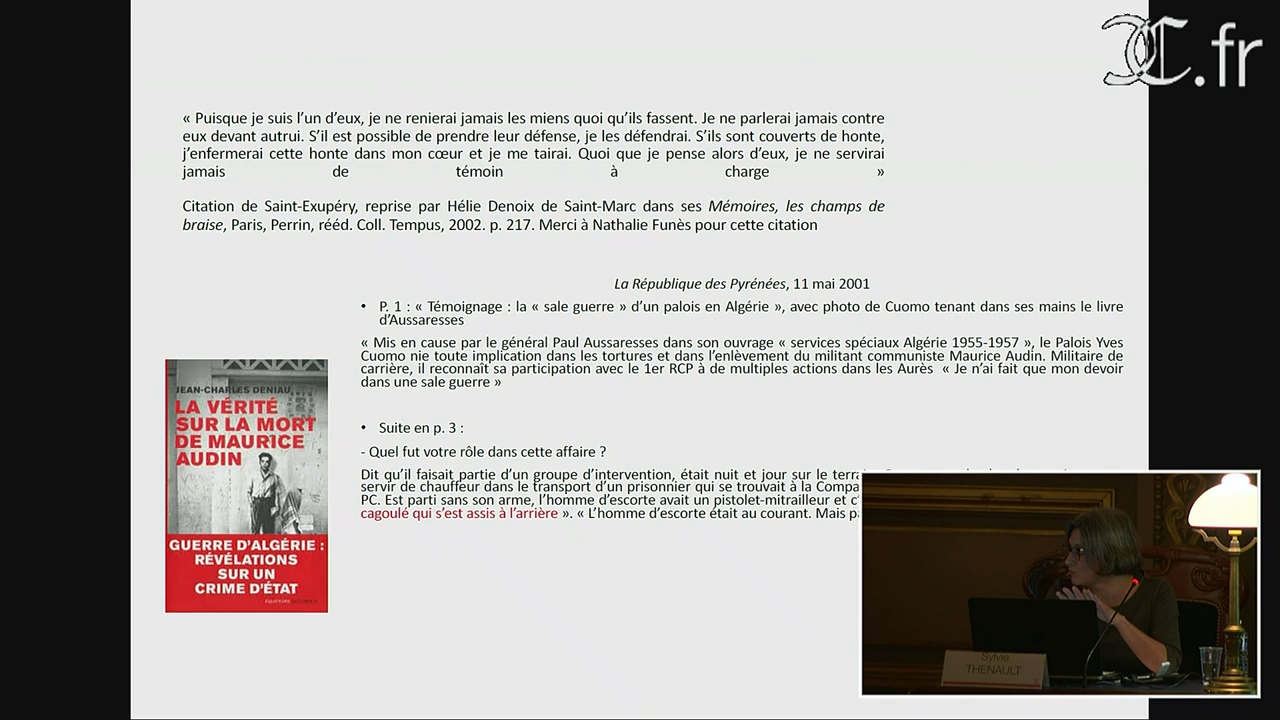 CC.fr
« Puisque je suis l'un d'eux, je ne renierai jamais les miens quoi qu'ils fassent. Je ne parlerai jamais contre
eux devant autrui. S'il est possible de prendre leur défense, je les défendrai. S'ils sont couverts de honte,
j'enfermerai cette honte dans mon cœur et je me tairai. Quoi que je pense alors d'eux, je ne servirai
jamais de témoin à charge »
Citation de Saint-Exupéry, reprise par Hélie Denoix de Saint-Marc dans ses Mémoires, les champs de
braise, Paris, Perrin, rééd. Coll. Tempus, 2002. p. 217. Merci à Nathalie Funès pour cette citation
La République des Pyrénées, 11 mai 2001
• P. 1 : « Témoignage : la « sale guerre » d'un palois en Algérie », avec photo de Cuomo tenant dans ses mains le livre
d'Aussaresses
« Mis en cause par le général Paul Aussaresses dans son ouvrage « services spéciaux Algérie 1955-1957 », le Palois Yves
Cuomo nie toute implication dans les tortures et dans l'enlèvement du militant communiste Maurice Audin. Militaire de
carrière, il reconnaît sa participation avec le 1er RCP à de multiples actions dans les Aurès « Je n'ai fait que mon devoir
dans une sale guerre »
• Suite en p. 3 :
- Quel fut votre rôle dans cette affaire ?
Dit qu'il faisait partie d'un groupe d'intervention, était nuit et jour sur le
servir de chauffeur dans le transport d'un prisonnier qui se trouvait à la
PC. Est parti sans son arme, l'homme d'escorte avait un pistolet-mitrailleur et
cagoulé qui s'est assis à l'arrière ». « L'homme d'escorte était au courant. Mais
JEAN-CHARLES DENIAU
LA VÉRITÉ
SUR LA MORT
DE MAURICE
AUDIN
GUERRE D'ALGÉRIE :
RÉVÉLATIONS
SUR UN
CRIME D'ÉTAT
Sylvie
THENAULT